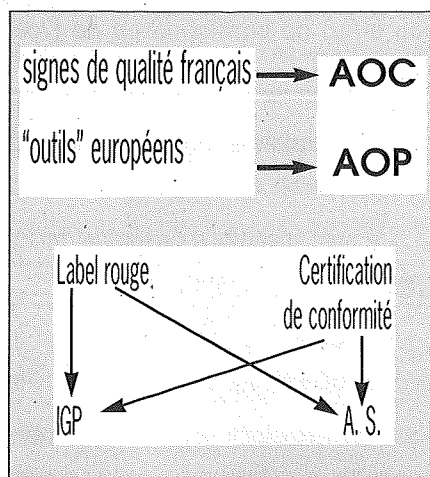 signes de qualité français AOC
"outils" européens AOP
Label rouge Certification
de conformité
IGP A. S.